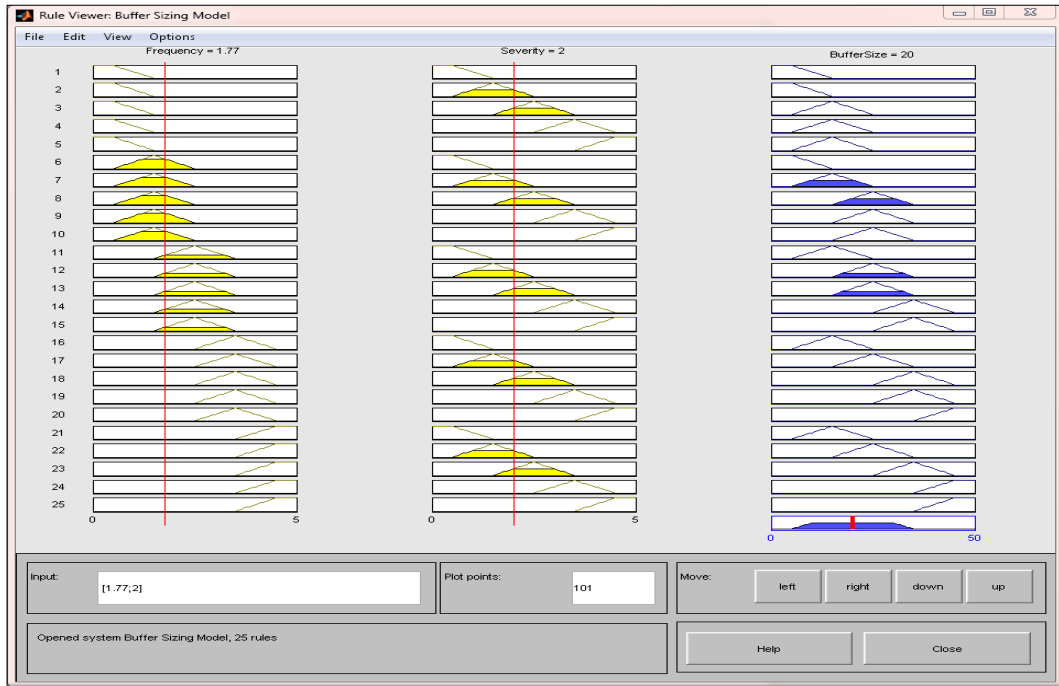 Rule Viewer: Buffer Sizing Model
File Edit View Options
Frequency = 1.77
Severity = 2
BufferSize = 20
1
2
3
4
5
6
7
8
9
10
11
12
13
14
15
16
17
18
19
20
21
22
23
24
25
0 5
0 5
0 50
Input:
[1.77;2]
Plot points:
101
Move:
left right down up
Opened system Buffer Sizing Model, 25 rules
Help Close